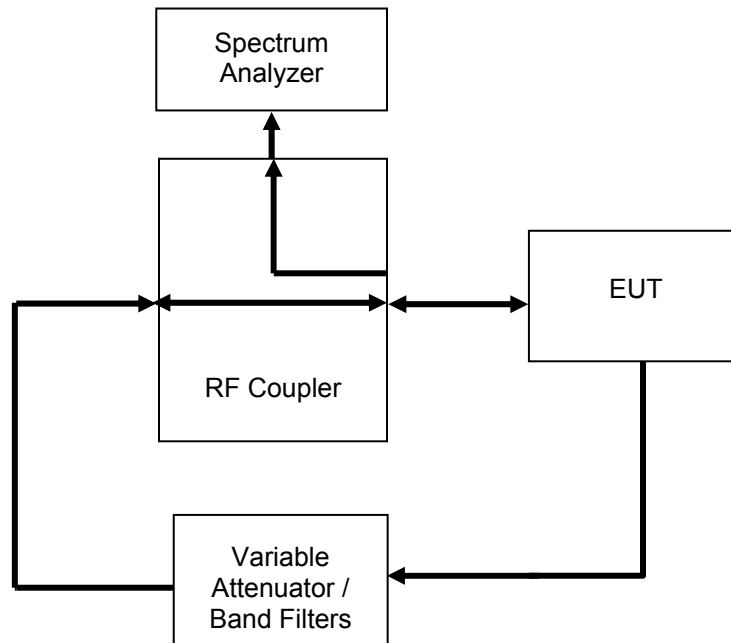 Spectrum
Analyzer
EUT
RF Coupler
Variable
Attenuator /
Band Filters